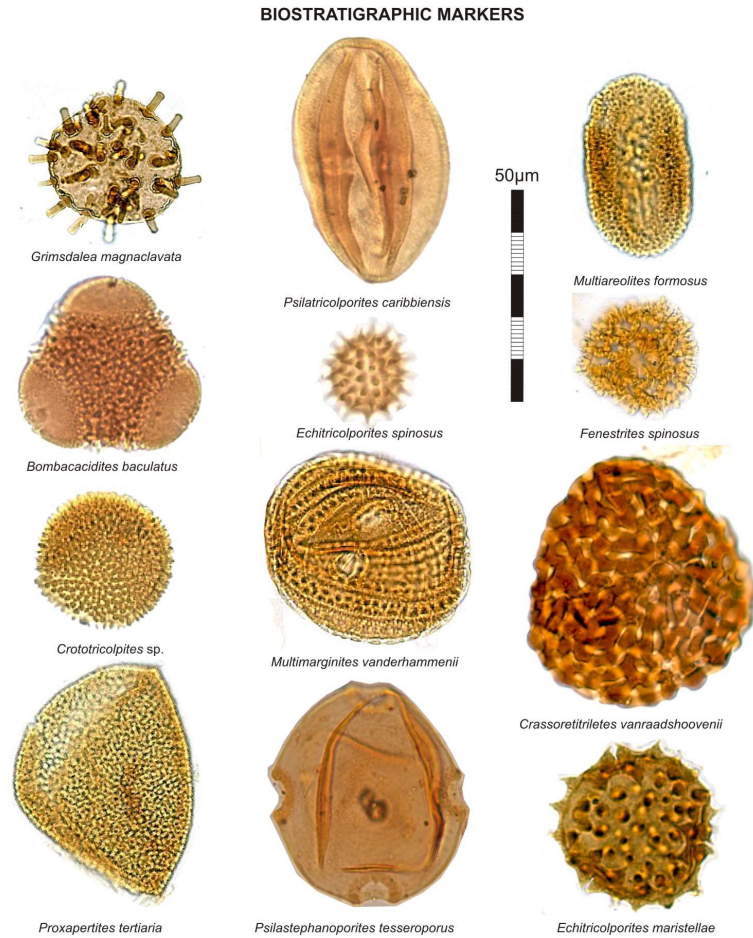 BIOSTRATIGRAPHIC MARKERS
50µm
Grimsdalea magnaclavata
Psilatricolporites caribbiensis
Multiareolites formosus
Bombacacidites baculatus
Echitricolporites spinosus
Fenestrites spinosus
Crototricolpites sp.
Multimarginites vanderhammenii
Crassoretitriletes vanraadshoovenii
Proxapertites tertiaria
Psilastephanoporites tesseroporus
Echitricolporites maristellae